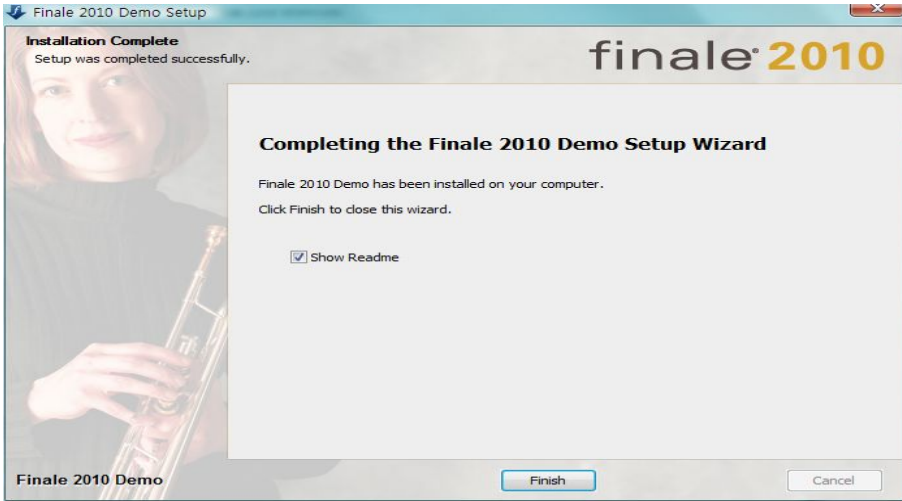 Finale 2010 Demo Setup
Installation Complete
Setup was completed successfully.
finale® 2010
Completing the Finale 2010 Demo Setup Wizard
Finale 2010 Demo has been installed on your computer.
Click Finish to close this wizard.
Show Readme
Finale 2010 Demo
Finish
Cancel